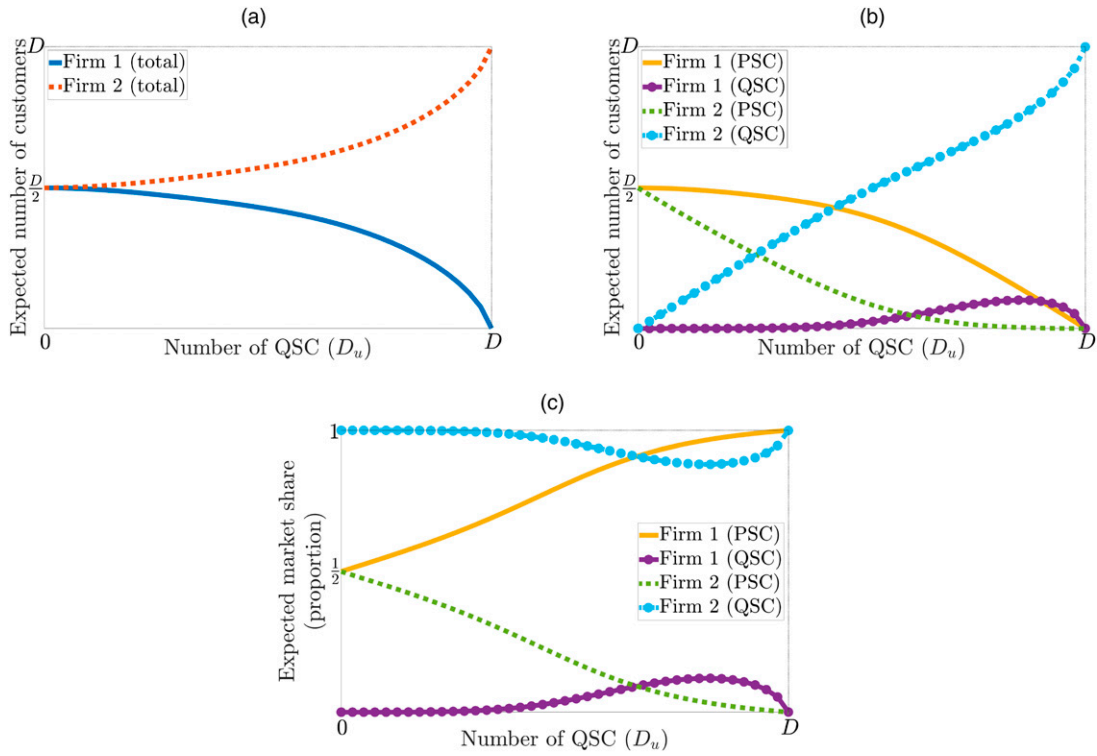 (a)
D
Firm 1 (total)
Firm 2 (total)
Expected number of customers
D/2
0
D
Number of QSC (D_u)
(b)
D
Firm 1 (PSC)
Firm 1 (QSC)
Firm 2 (PSC)
Firm 2 (QSC)
Expected number of customers
D/2
0
D
Number of QSC (D_u)
(c)
1
Expected market share
(proportion)
1/2
Firm 1 (PSC)
Firm 1 (QSC)
Firm 2 (PSC)
Firm 2 (QSC)
0
D
Number of QSC (D_u)